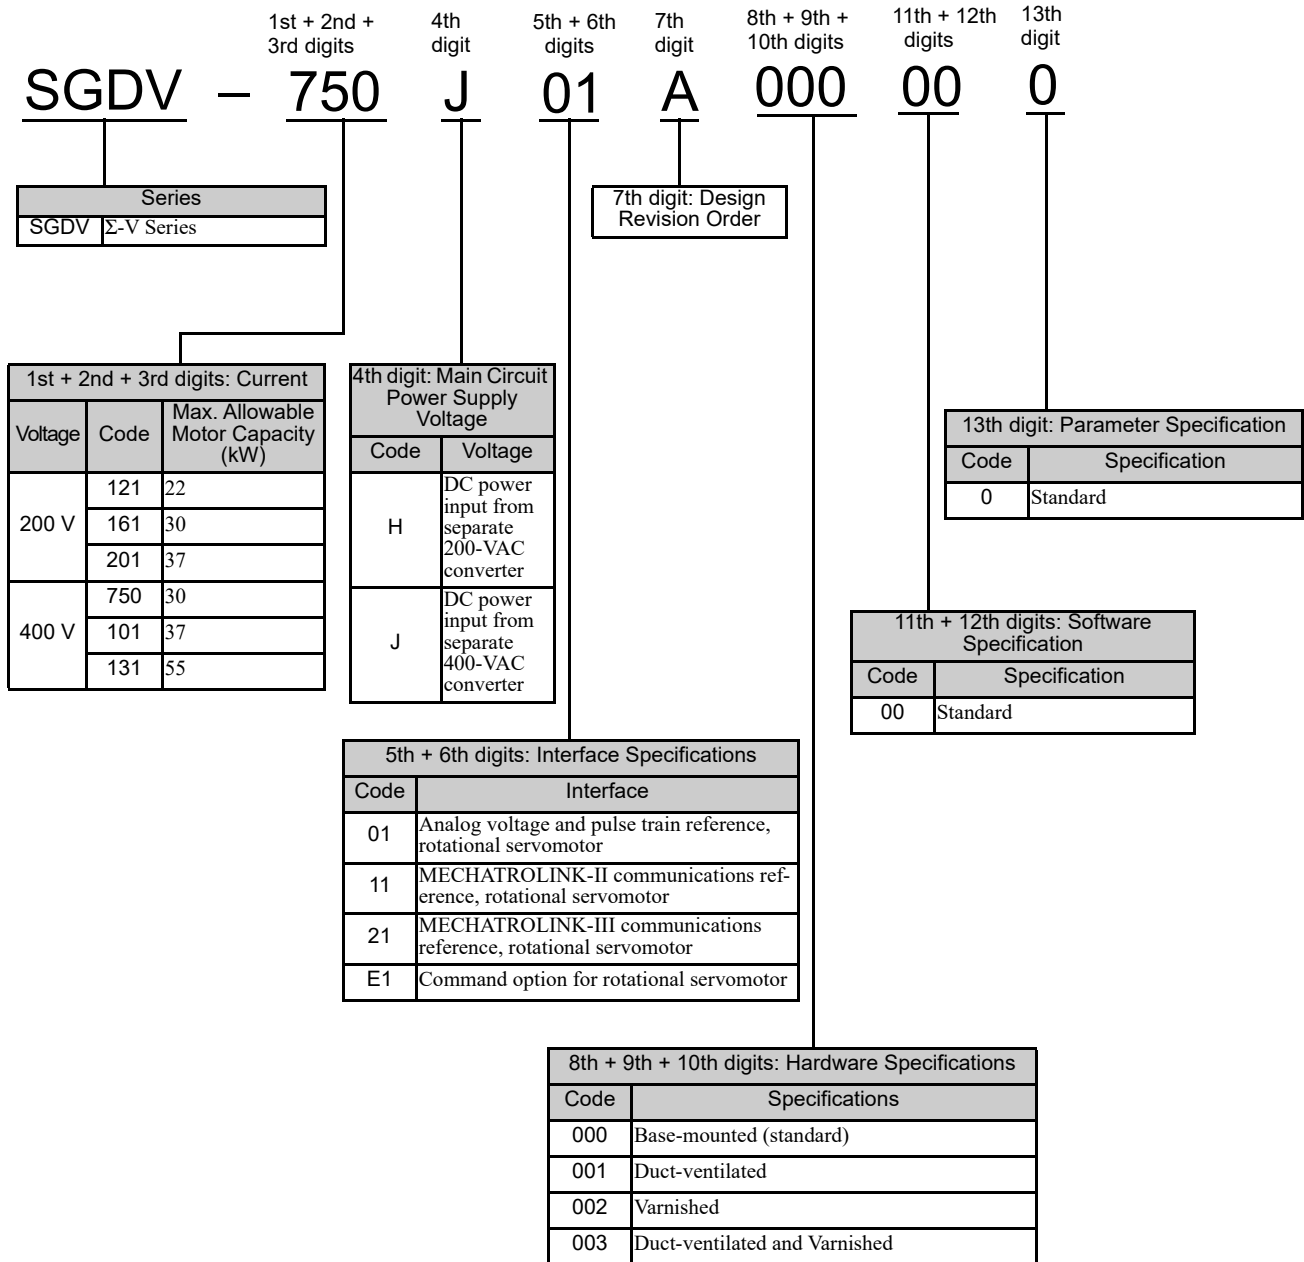 1st + 2nd +
3rd digits
4th
digit
5th + 6th
digits
7th
digit
8th + 9th +
10th digits
11th + 12th
digits
13th
digit
SGDV – 750 J 01 A 000 00 0
Series
SGDV Σ-V Series
7th digit: Design
Revision Order
1st + 2nd + 3rd digits: Current
Voltage Code Max. Allowable
Motor Capacity
(kW)
200 V
121 22
161 30
201 37
400 V
750 30
101 37
131 55
4th digit: Main Circuit
Power Supply
Voltage
Code Voltage
H
DC power
input from
separate
200-VAC
converter
J
DC power
input from
separate
400-VAC
converter
13th digit: Parameter Specification
Code Specification
0 Standard
11th + 12th digits: Software
Specification
Code Specification
00 Standard
5th + 6th digits: Interface Specifications
Code Interface
01 Analog voltage and pulse train reference,
rotational servomotor
11 MECHATROLINK-II communications ref-
erence, rotational servomotor
21 MECHATROLINK-III communications
reference, rotational servomotor
E1 Command option for rotational servomotor
8th + 9th + 10th digits: Hardware Specifications
Code Specifications
000 Base-mounted (standard)
001 Duct-ventilated
002 Varnished
003 Duct-ventilated and Varnished